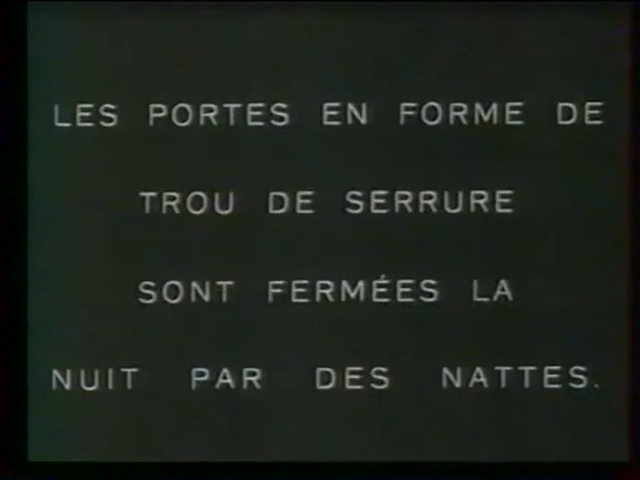 LES PORTES EN FORME DE
TROU DE SERRURE
SONT FERMÉES LA
NUIT PAR DES NATTES.